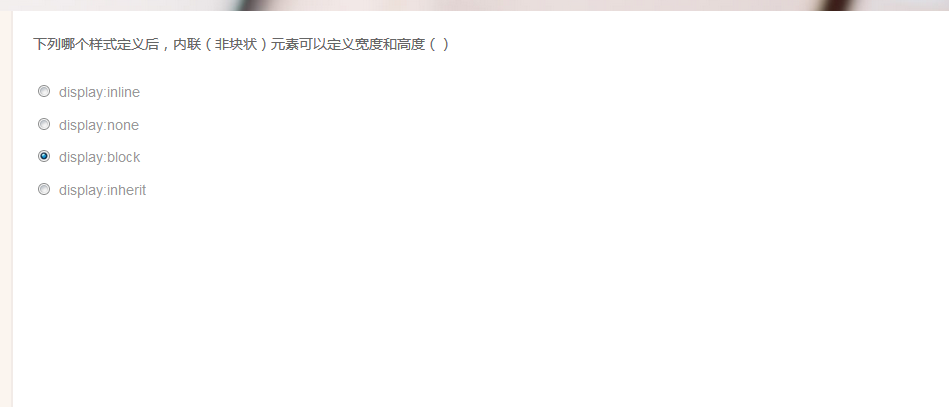 下列哪个样式定义后，内联（非块状）元素可以定义宽度和高度（ ）
display:inline
display:none
display:block
display:inherit